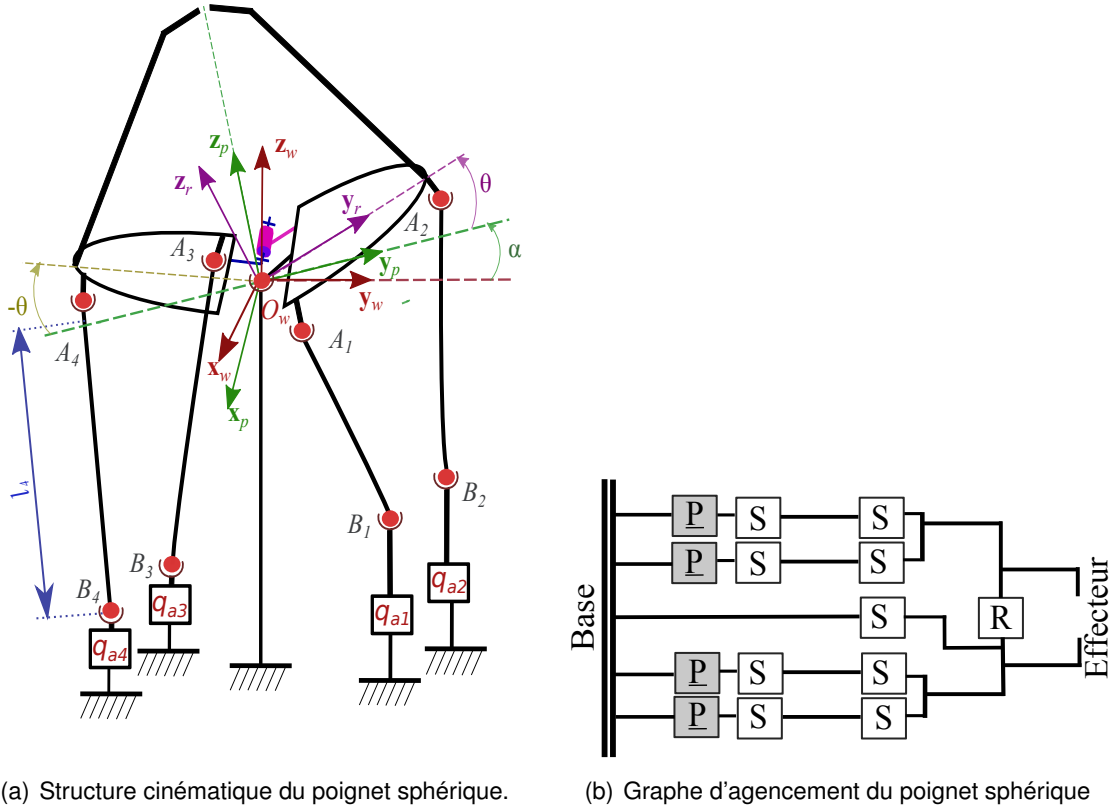 z_p
z_w
z_r
θ
y_r
A_2
α
A_3
y_p
-θ
O_w
y_w
A_1
A_4
x_w
x_p
l_4
B_2
B_1
B_3
B_4
q_a2
q_a3
q_a1
q_a4
P S S
P S S
Base
S
R
Effecteur
P S S
P S S
(a) Structure cinématique du poignet sphérique.
(b) Graphe d'agencement du poignet sphérique